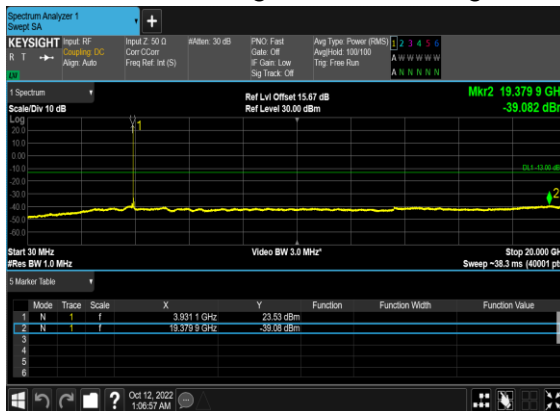 Spectrum Analyzer 1
Swept SA
+
KEYSIGHT Input: RF Input Z: 50 Ω #Atten: 30 dB PNO: Fast Avg Type: Power (RMS) 1 2 3 4 5 6
R T Coupling: DC Corr CCorr Gate: Off Avg|Hold: 100/100 A W W W W W
Align: Auto Freq Ref: Int (S) IF Gain: Low Trig: Free Run
Sig Track: Off A N N N N N
1 Spectrum Ref Lvl Offset 15.67 dB Mkr2 19.379 9 GH
Scale/Div 10 dB Ref Level 30.00 dBm -39.082 dB
Log
1
20.0
10.0
0.00
-10.0
DL1 -13.00 dB
-20.0
-30.0
2
-40.0
-50.0
-60.0
Start 30 MHz Video BW 3.0 MHz* Stop 20.000 GH
#Res BW 1.0 MHz Sweep ~38.3 ms (40001 pt
5 Marker Table
Mode Trace Scale X Y Function Function Width Function Value
1 N 1 f 3.931 1 GHz 23.53 dBm
2 N 1 f 19.379 9 GHz -39.08 dBm
3
4
5
6
? Oct 12, 2022
1:06:57 AM